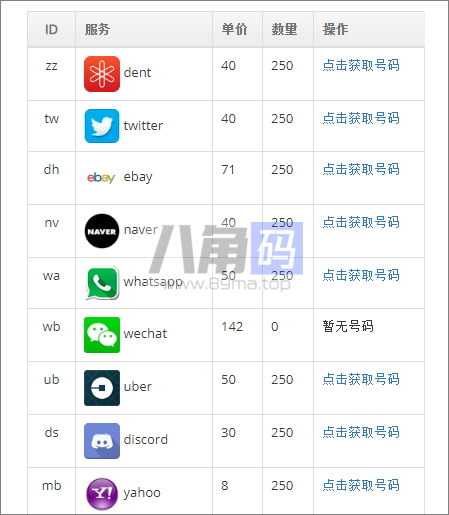 ID 服务 单价 数量 操作
zz dent 40 250 点击获取号码
tw twitter 40 250 点击获取号码
dh ebay ebay 71 250 点击获取号码
nv NAVER naver 40 250 点击获取号码
八角码
wa whatsapp 50 250 点击获取号码
www.89ma.top
wb wechat 142 0 暂无号码
ub uber 50 250 点击获取号码
ds discord 30 250 点击获取号码
mb Y! yahoo 8 250 点击获取号码